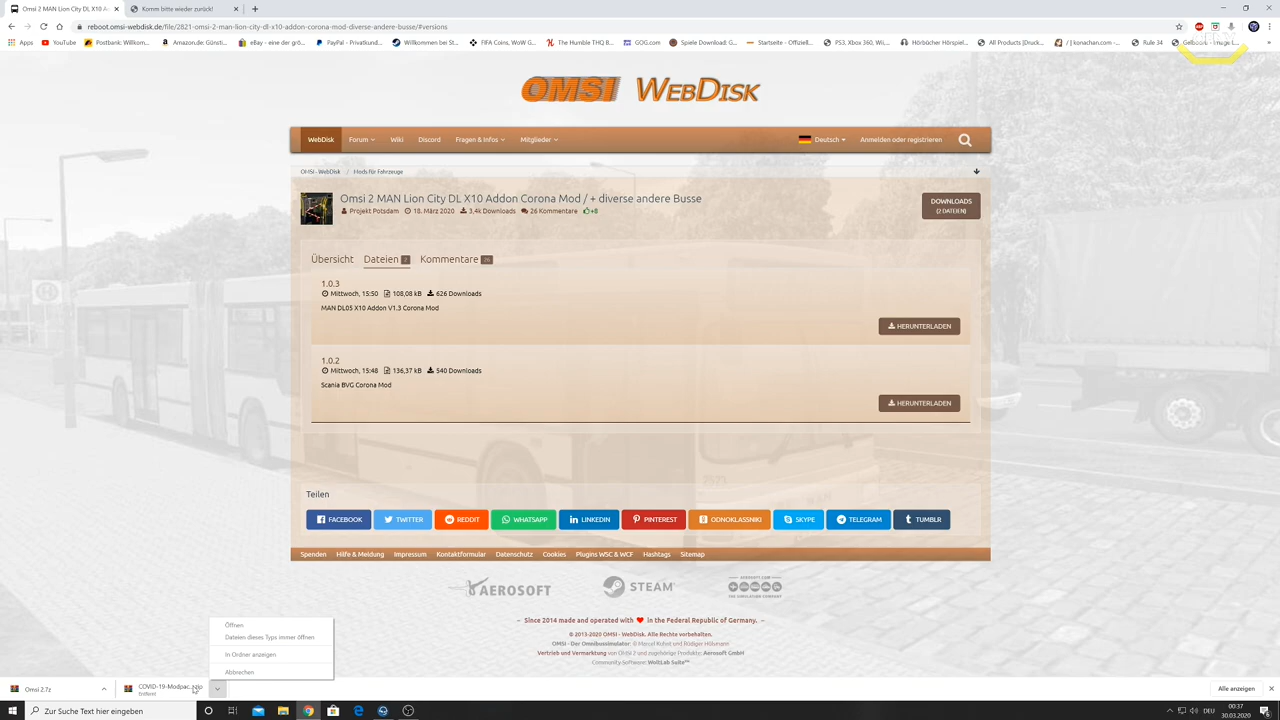 Omsi 2 MAN Lion City DL X10 Ad
Komm bitte wieder zurück!
reboot.omsi-webdisk.de/file/2821-omsi-2-man-lion-city-dl-x10-addon-corona-mod-diverse-andere-busse/#versions
Apps YouTube Postbank: Willkom... Amazon.de: Günsti... eBay - eine der grö... PayPal - Privatkund... Willkommen bei St... FIFA Coins, WoW G... The Humble THQ B... GOG.com Spiele Download: G... Startseite - Offiziell... PS3, Xbox 360, Wii,... Hörbücher Hörspiel... All Products |Druck... / | konachan.com -... Rule 34 Gelbooru - Image |...
OMSI WebDisk
WebDisk Forum Wiki Discord Fragen & Infos Mitglieder Deutsch Anmelden oder registrieren
OMSI - WebDisk / Mods für Fahrzeuge
Omsi 2 MAN Lion City DL X10 Addon Corona Mod / + diverse andere Busse
Projekt Potsdam 18. März 2020 3,4k Downloads 26 Kommentare +8
DOWNLOADS
(2 DATEIEN)
Übersicht Dateien 2 Kommentare 26
1.0.3
Mittwoch, 15:50 108,08 kB 626 Downloads
MAN DL05 X10 Addon V1.3 Corona Mod
HERUNTERLADEN
1.0.2
Mittwoch, 15:48 136,37 kB 540 Downloads
Scania BVG Corona Mod
HERUNTERLADEN
Teilen
FACEBOOK TWITTER REDDIT WHATSAPP LINKEDIN PINTEREST ODNOKLASSNIKI SKYPE TELEGRAM TUMBLR
Spenden Hilfe & Meldung Impressum Kontaktformular Datenschutz Cookies Plugins WSC & WCF Hashtags Sitemap
AEROSOFT STEAM
~ Since 2014 made and operated with ❤ in the Federal Republic of Germany. ~
© 2013-2020 OMSI - WebDisk. Alle Rechte vorbehalten.
OMSI - Der Omnibussimulator: © Marcel Kuhnt und Rüdiger Hülsmann
Vertrieb und Vermarktung von OMSI 2 und zugehörige Produkte: Aerosoft GmbH
Community-Software: WoltLab Suite™
Öffnen
Dateien dieses Typs immer öffnen
In Ordner anzeigen
Abbrechen
Omsi 2.7z
COVID-19-Modpac...zip
Entfernt
Alle anzeigen
Zur Suche Text hier eingeben
DEU
00:37
30.03.2020